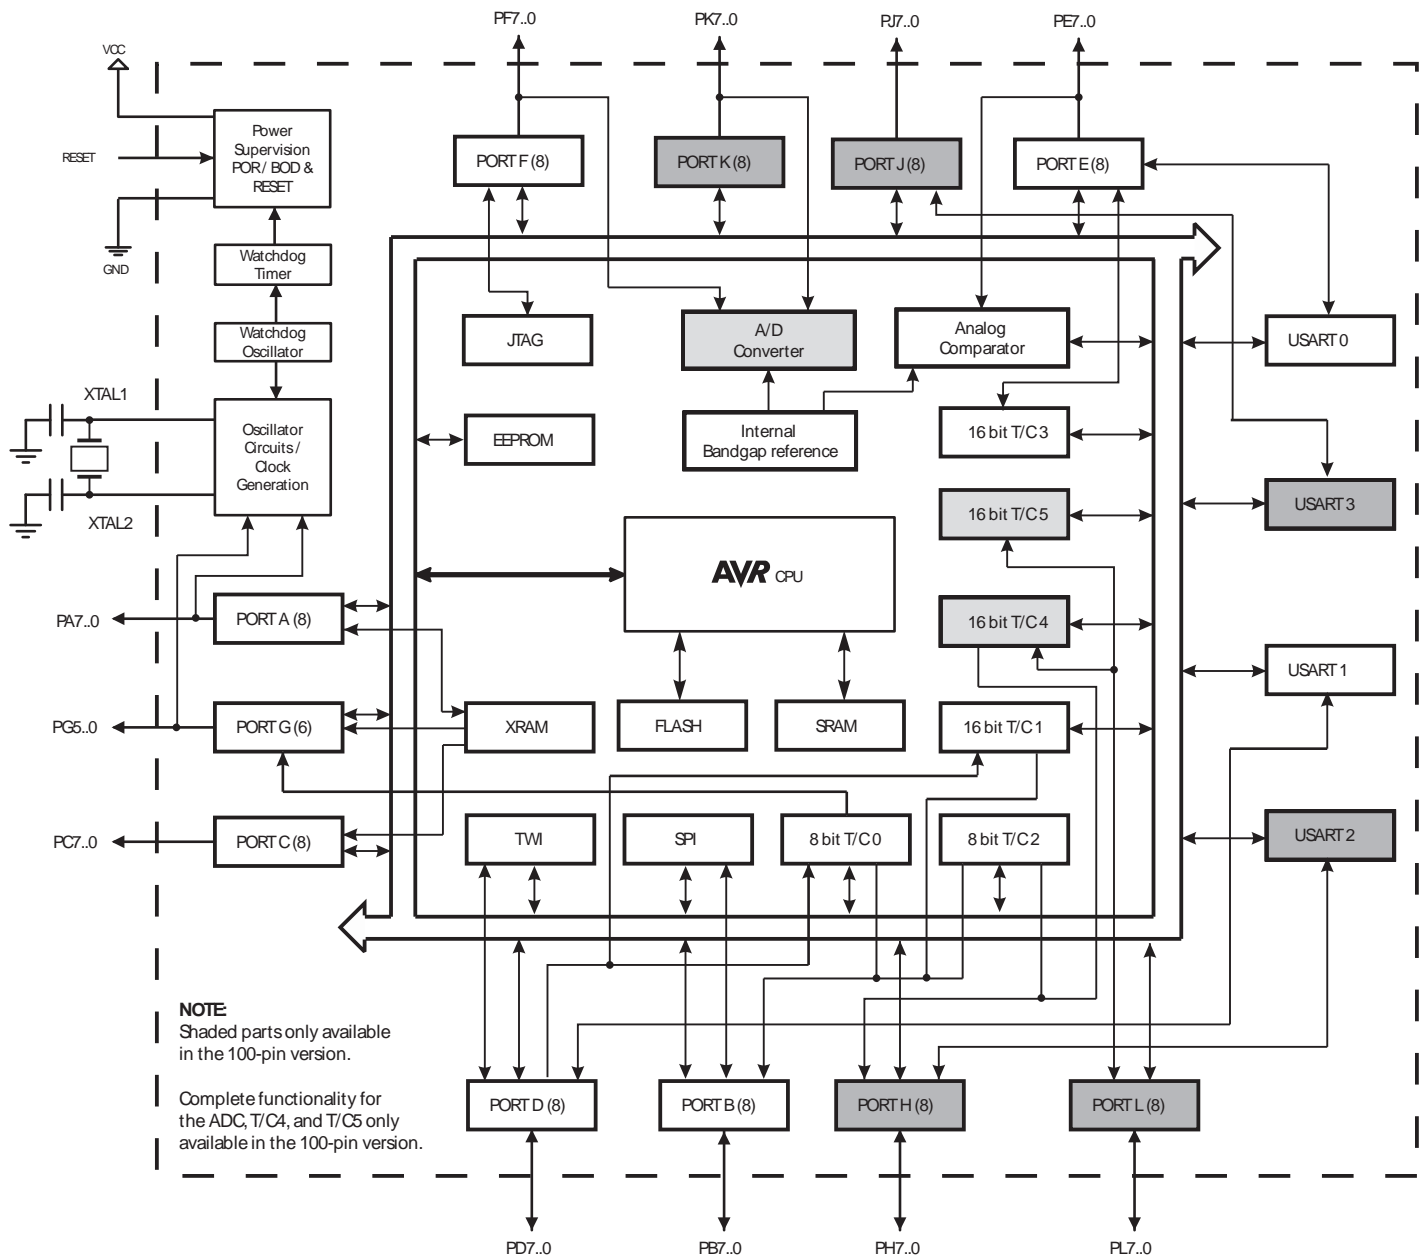 PF7..0
PK7..0
PJ7..0
PE7..0
VCC
RESET
GND
Power
Supervision
POR / BOD &
RESET
Watchdog
Timer
Watchdog
Oscillator
XTAL1
XTAL2
Oscillator
Circuits /
Clock
Generation
PORT F (8)
PORT K (8)
PORT J (8)
PORT E (8)
JTAG
A/D
Converter
Analog
Comparator
USART 0
EEPROM
Internal
Bandgap reference
16 bit T/C 3
USART 3
16 bit T/C 5
AVR CPU
PA7..0
PORT A (8)
16 bit T/C 4
USART 1
PG5..0
PORT G (6)
XRAM
FLASH
SRAM
16 bit T/C 1
PC7..0
PORT C (8)
TWI
SPI
8 bit T/C 0
8 bit T/C 2
USART 2
NOTE:
Shaded parts only available
in the 100-pin version.
Complete functionality for
the ADC, T/C4, and T/C5 only
available in the 100-pin version.
PORT D (8)
PORT B (8)
PORT H (8)
PORT L (8)
PD7..0
PB7..0
PH7..0
PL7..0